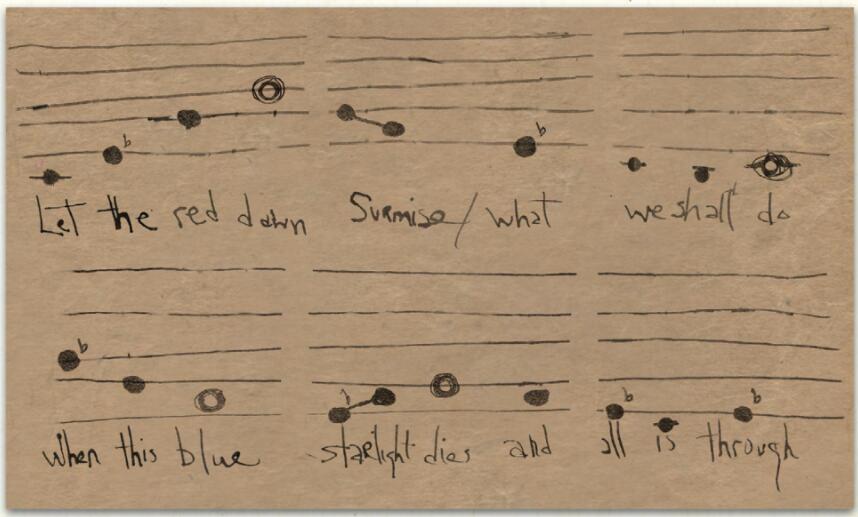 Let the red dawn Surmise/ what we shall do
when this blue starlight dies and all is through